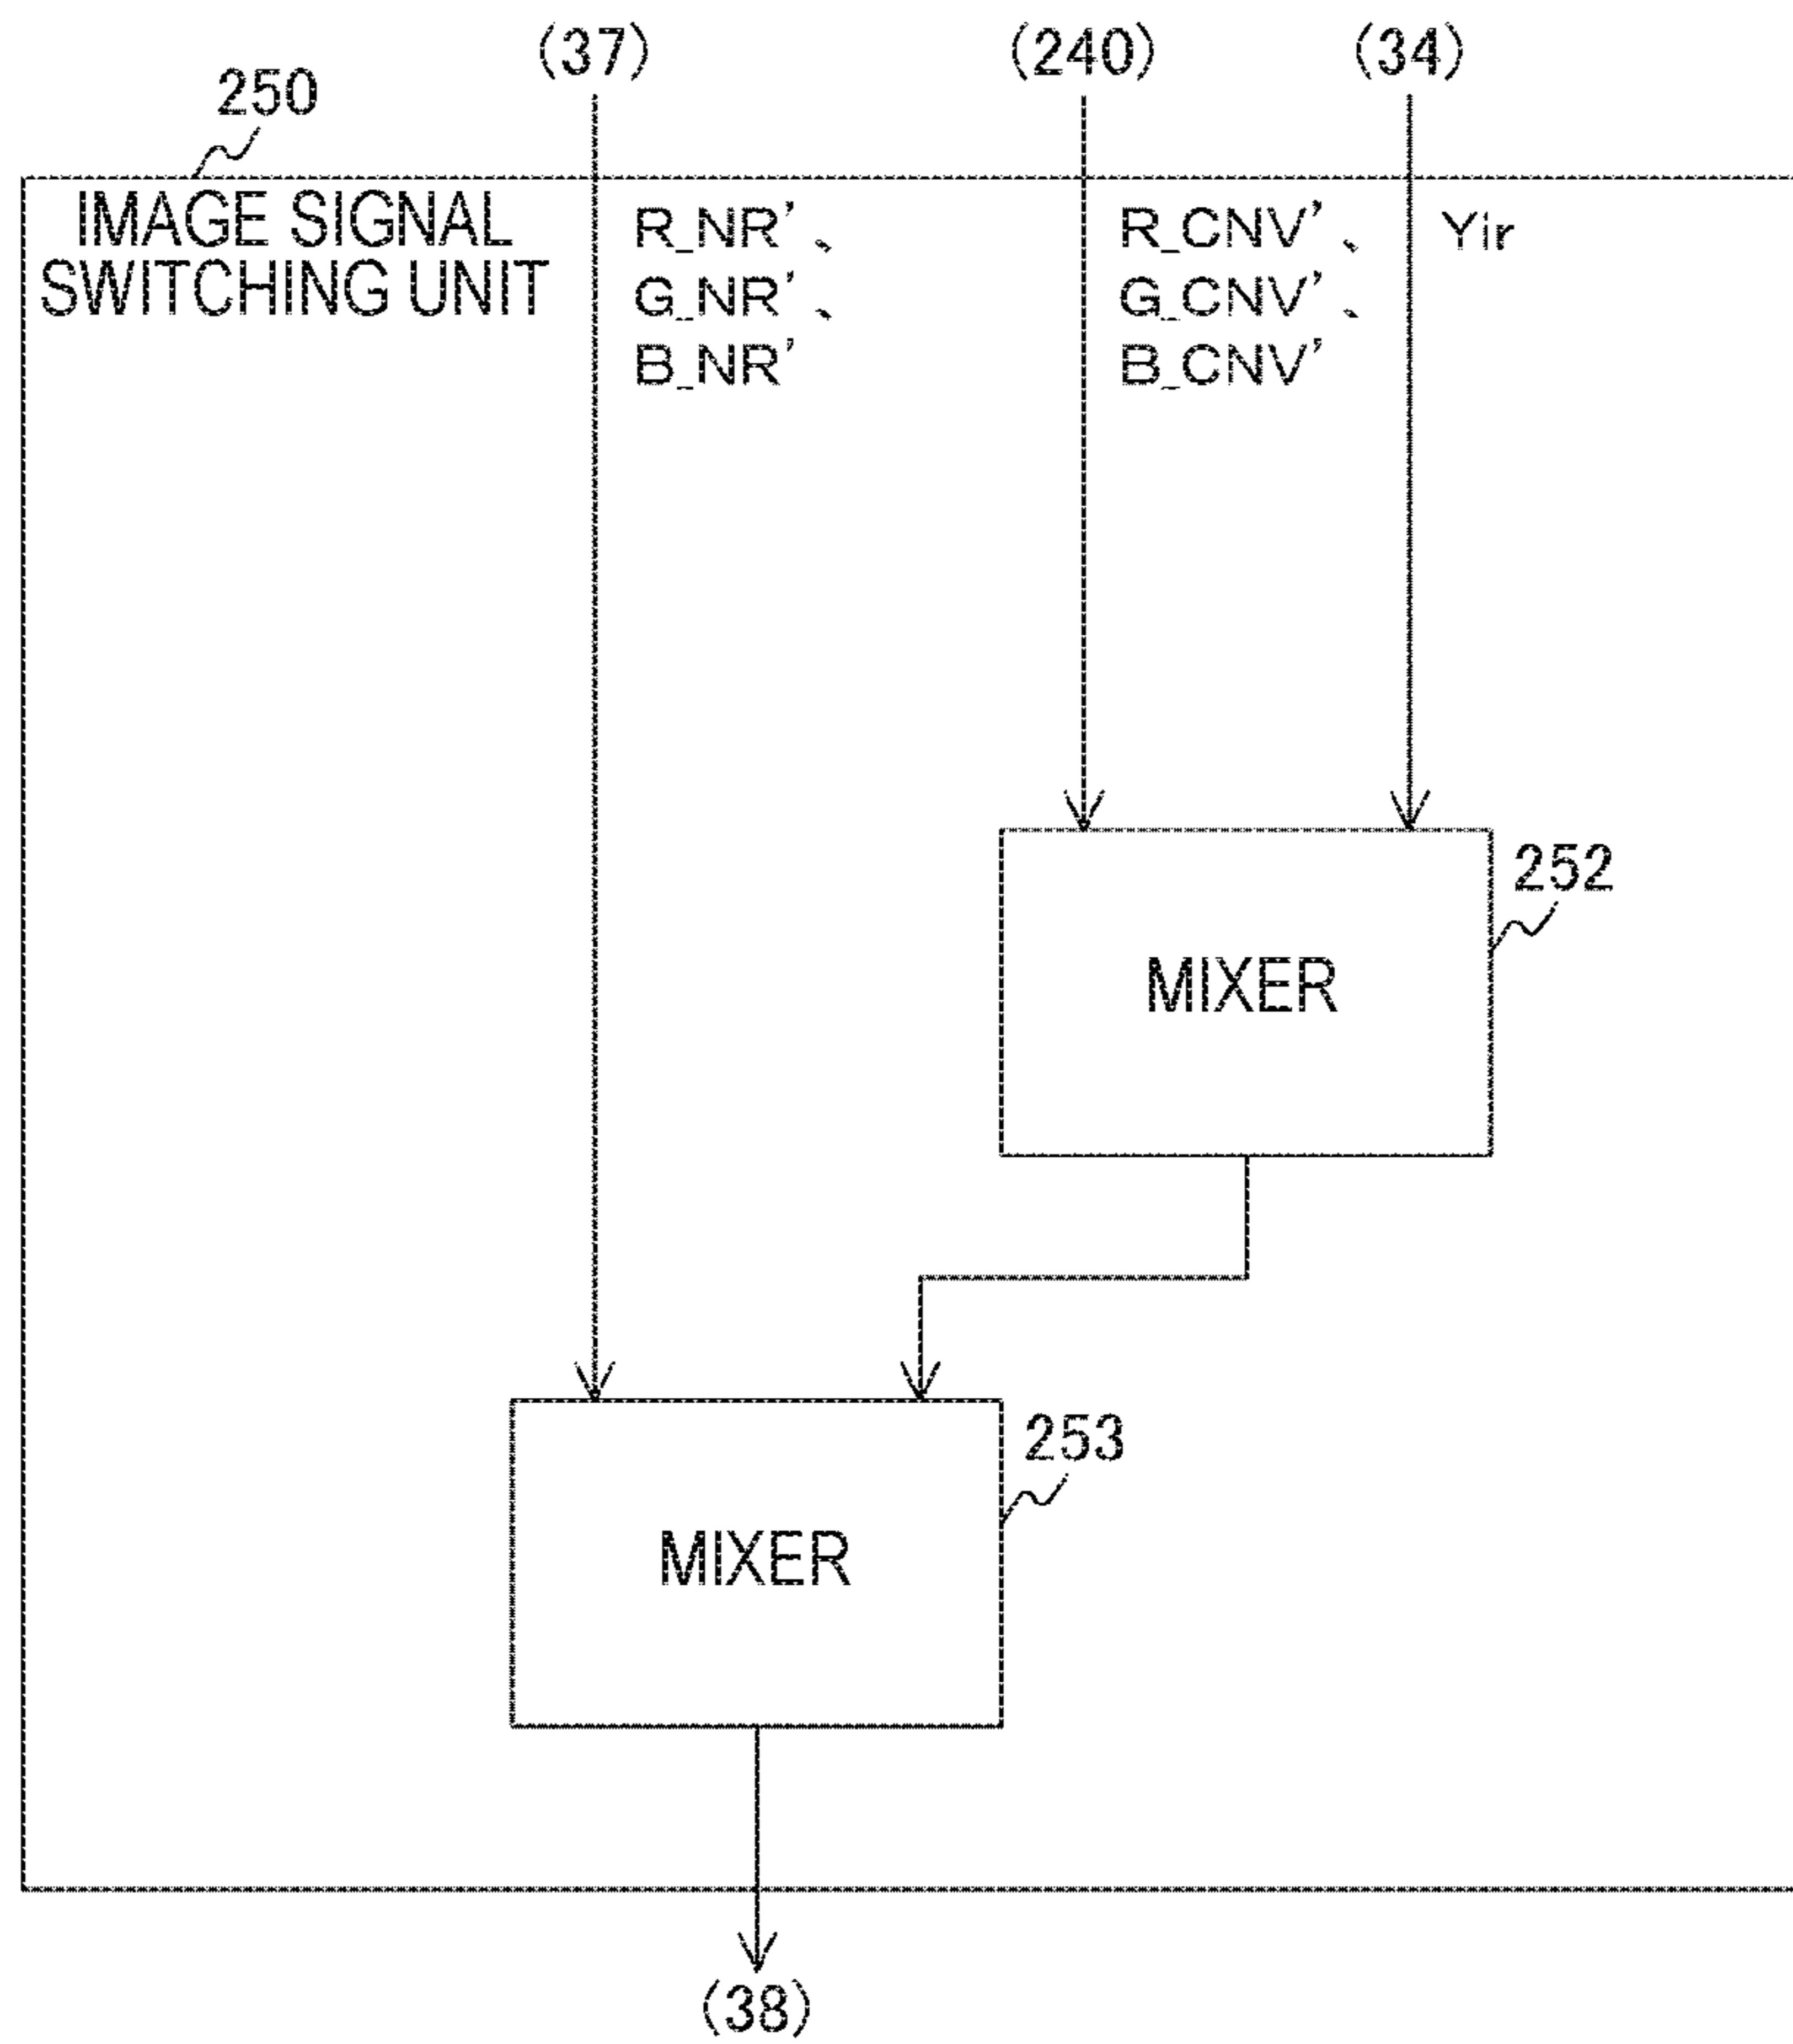 (37)
(240)
(34)
250
IMAGE SIGNAL
SWITCHING UNIT
R_NR’、
G_NR’、
B_NR’
R_CNV’、
G_CNV’、
B_CNV’
Yir
252
MIXER
253
MIXER
(38)